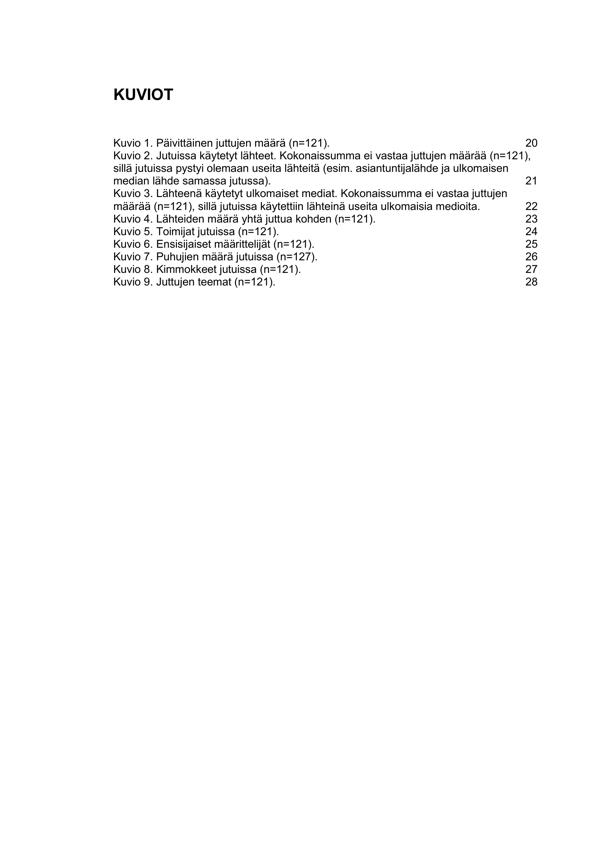 KUVIOT
Kuvio 1. Päivittäinen juttujen määrä (n=121). 20
Kuvio 2. Jutuissa käytetyt lähteet. Kokonaissumma ei vastaa juttujen määrää (n=121),
sillä jutuissa pystyi olemaan useita lähteitä (esim. asiantuntijalähde ja ulkomaisen
median lähde samassa jutussa). 21
Kuvio 3. Lähteenä käytetyt ulkomaiset mediat. Kokonaissumma ei vastaa juttujen
määrää (n=121), sillä jutuissa käytettiin lähteinä useita ulkomaisia medioita. 22
Kuvio 4. Lähteiden määrä yhtä juttua kohden (n=121). 23
Kuvio 5. Toimijat jutuissa (n=121). 24
Kuvio 6. Ensisijaiset määrittelijät (n=121). 25
Kuvio 7. Puhujien määrä jutuissa (n=127). 26
Kuvio 8. Kimmokkeet jutuissa (n=121). 27
Kuvio 9. Juttujen teemat (n=121). 28